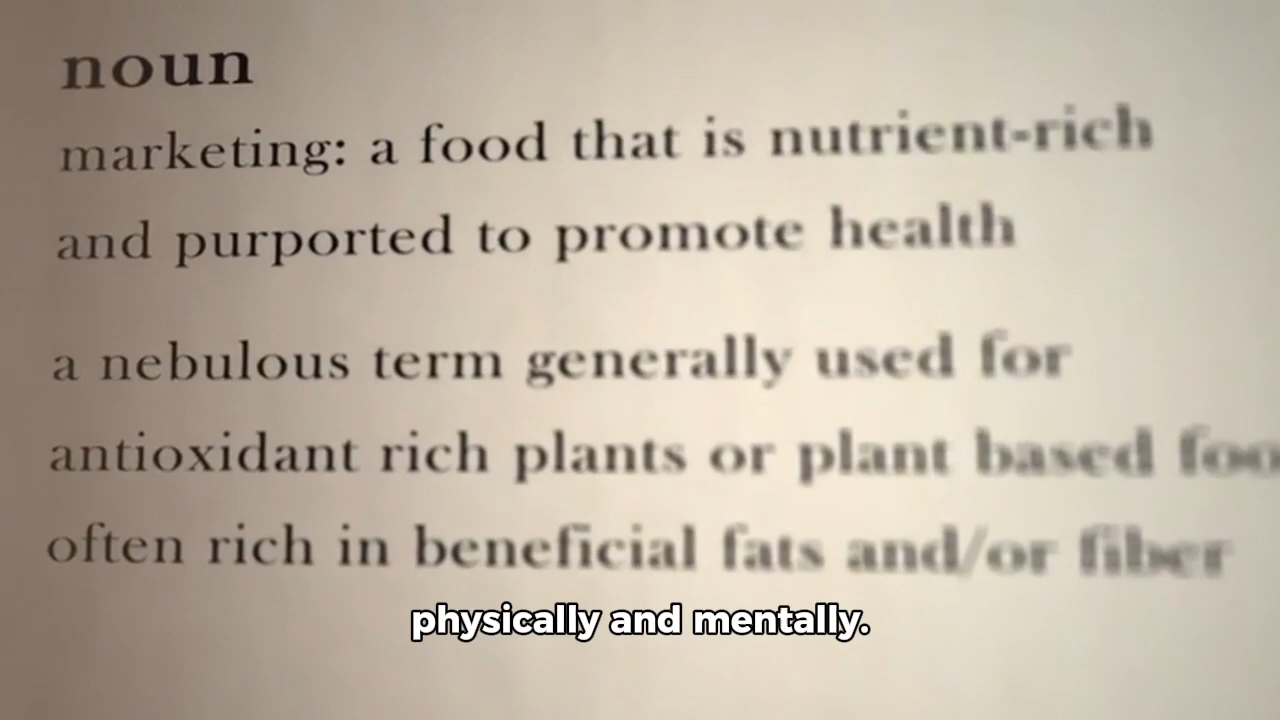 noun
marketing: a food that is nutrient-rich
and purported to promote health
a nebulous term generally used for
antioxidant rich plants or plant based foo
often rich in beneficial fats and/or fiber
physically and mentally.